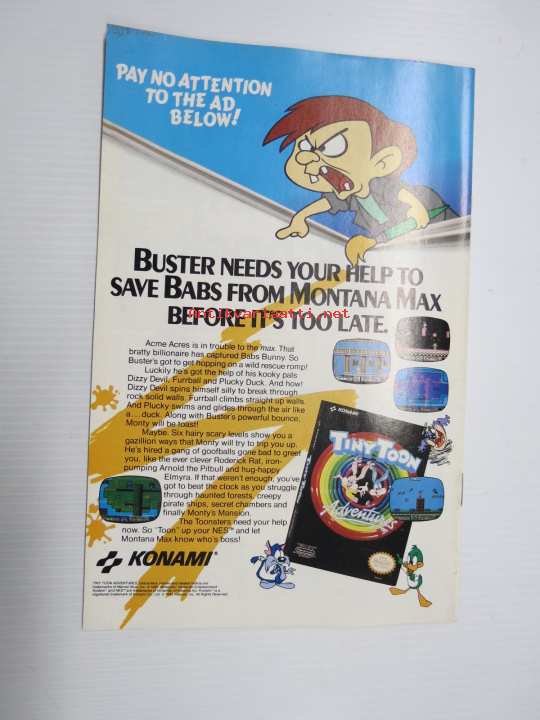 PAY NO ATTENTION
TO THE AD
BELOW!
BUSTER NEEDS YOUR HELP TO
SAVE BABS FROM MONTANA MAX
BEFORE IT'S TOO LATE.
Antikvariaatti.net
Acme Acres is in trouble to the max. That
bratty billionaire has captured Babs Bunny. So
Buster's got to get hopping on a wild rescue romp!
Luckily he's got the help of his kooky pals
Dizzy Devil, Furrball and Plucky Duck. And how!
Dizzy Devil spins himself silly to break through
rock solid walls. Furrball climbs straight up walls.
And Plucky swims and glides through the air like
a... duck. Along with Buster's powerful bounce,
Monty will be toast!
Maybe. Six hairy scary levels show you a
gazillion ways that Monty will try to trip you up.
He's hired a gang of goofballs gone bad to greet
you, like the ever clever Roderick Rat, iron-
pumping Arnold the Pitbull and hug-happy
Elmyra. If that weren't enough, you've
got to beat the clock as you struggle
through haunted forests, creepy
pirate ships, secret chambers and
finally Monty's Mansion.
The Toonsters need your help
now. So "Toon" up your NES™ and let
Montana Max know who's boss!
KONAMI®
KONAMI
TINY TOON
Adventures